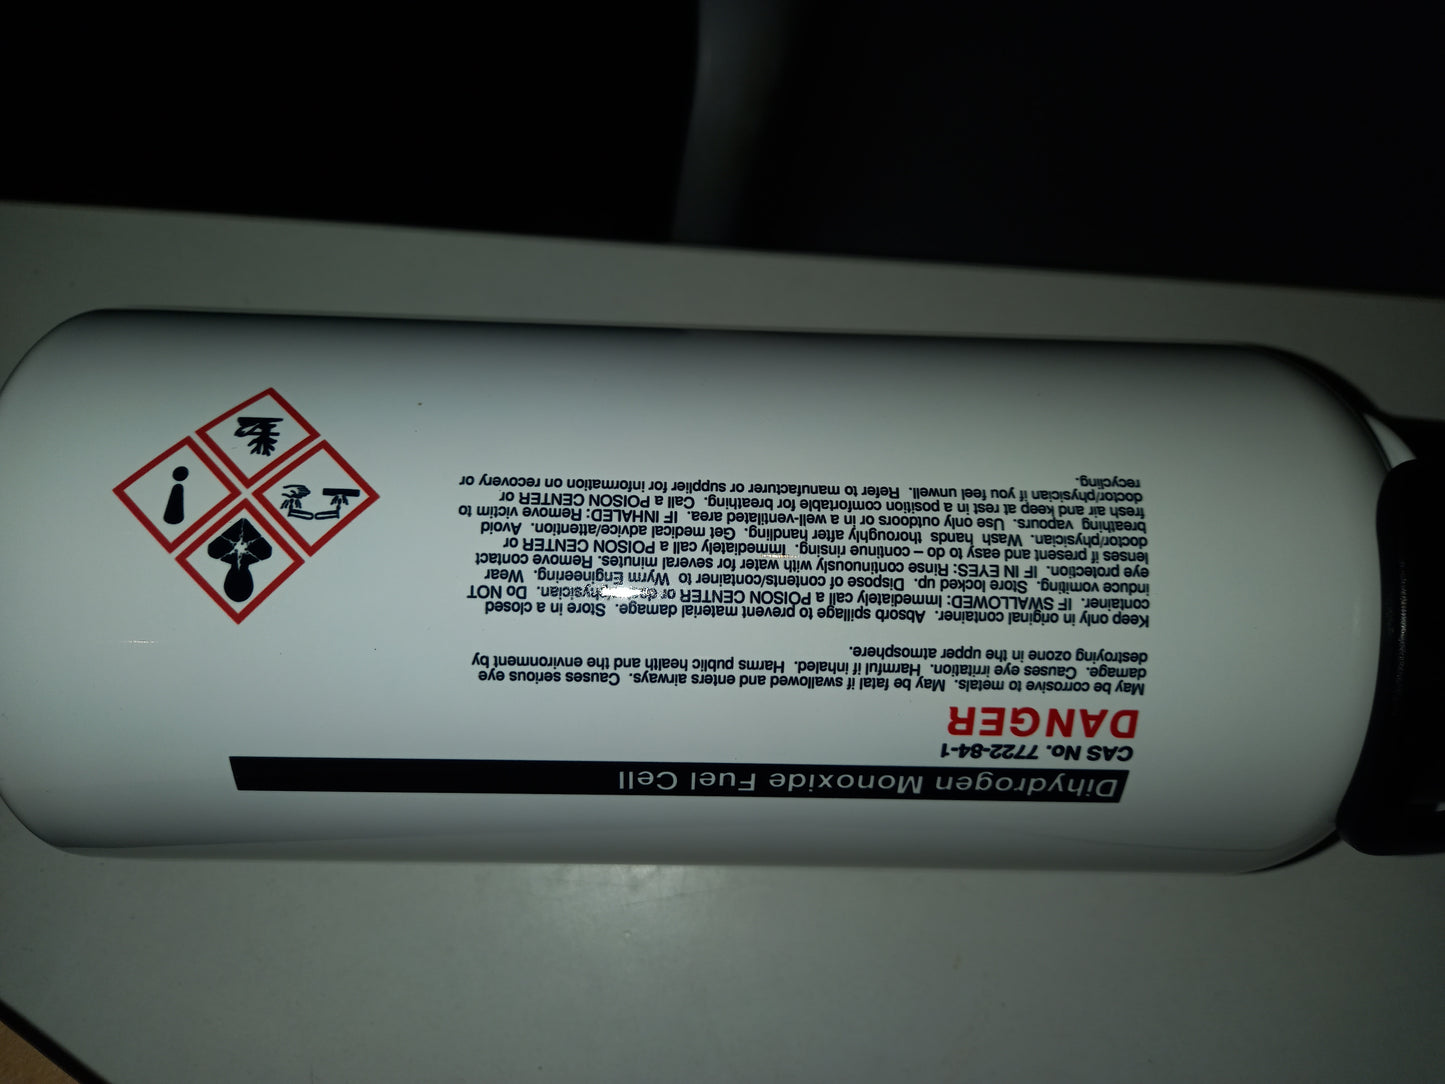 Dihydrogen Monoxide Fuel Cell
CAS No. 7722-84-1
DANGER
May be corrosive to metals. May be fatal if swallowed and enters airways. Causes serious eye
damage. Causes eye irritation. Harmful if inhaled. Harms public health and the environment by
destroying ozone in the upper atmosphere.
Keep only in original container. Absorb spillage to prevent material damage. Store in a closed
container. IF SWALLOWED: Immediately call a POISON CENTER or doctor/physician. Do NOT
induce vomiting. Store locked up. Dispose of contents/container to Wyrm Engineering. Wear
eye protection. IF IN EYES: Rinse continuously with water for several minutes. Remove contact
lenses if present and easy to do – continue rinsing. Immediately call a POISON CENTER or
doctor/physician. Wash hands thoroughly after handling. Get medical advice/attention. Avoid
breathing vapours. Use only outdoors or in a well-ventilated area. IF INHALED: Remove victim to
fresh air and keep at rest in a position comfortable for breathing. Call a POISON CENTER or
doctor/physician if you feel unwell. Refer to manufacturer or supplier for information on recovery or
recycling.